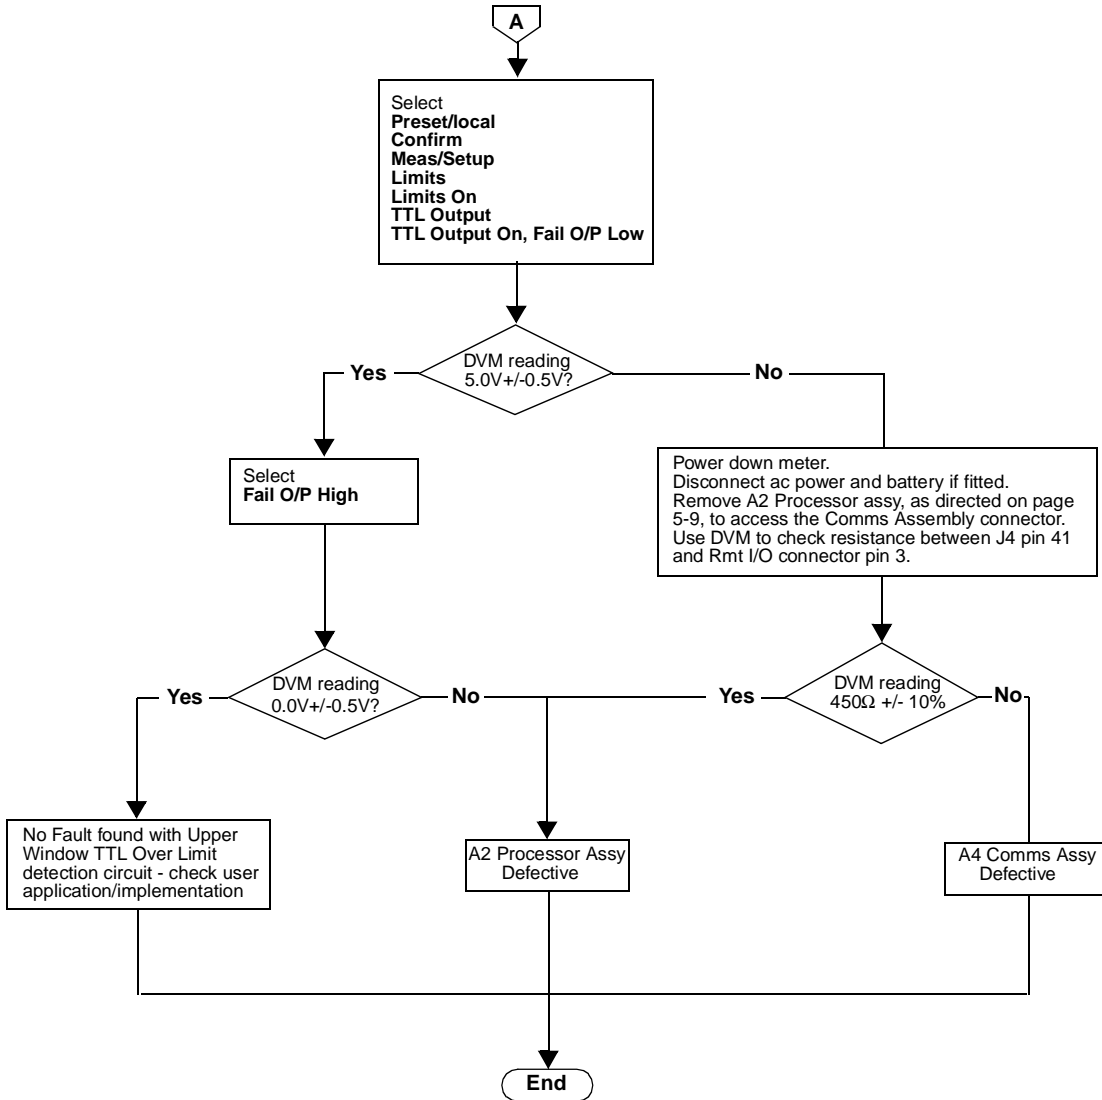 A
Select
Preset/local
Confirm
Meas/Setup
Limits
Limits On
TTL Output
TTL Output On, Fail O/P Low
DVM reading
5.0V+/-0.5V?
Yes
No
Select
Fail O/P High
Power down meter.
Disconnect ac power and battery if fitted.
Remove A2 Processor assy, as directed on page
5-9, to access the Comms Assembly connector.
Use DVM to check resistance between J4 pin 41
and Rmt I/O connector pin 3.
DVM reading
0.0V+/-0.5V?
Yes
No
DVM reading
450Ω +/- 10%
Yes
No
No Fault found with Upper
Window TTL Over Limit
detection circuit - check user
application/implementation
A2 Processor Assy
Defective
A4 Comms Assy
Defective
End